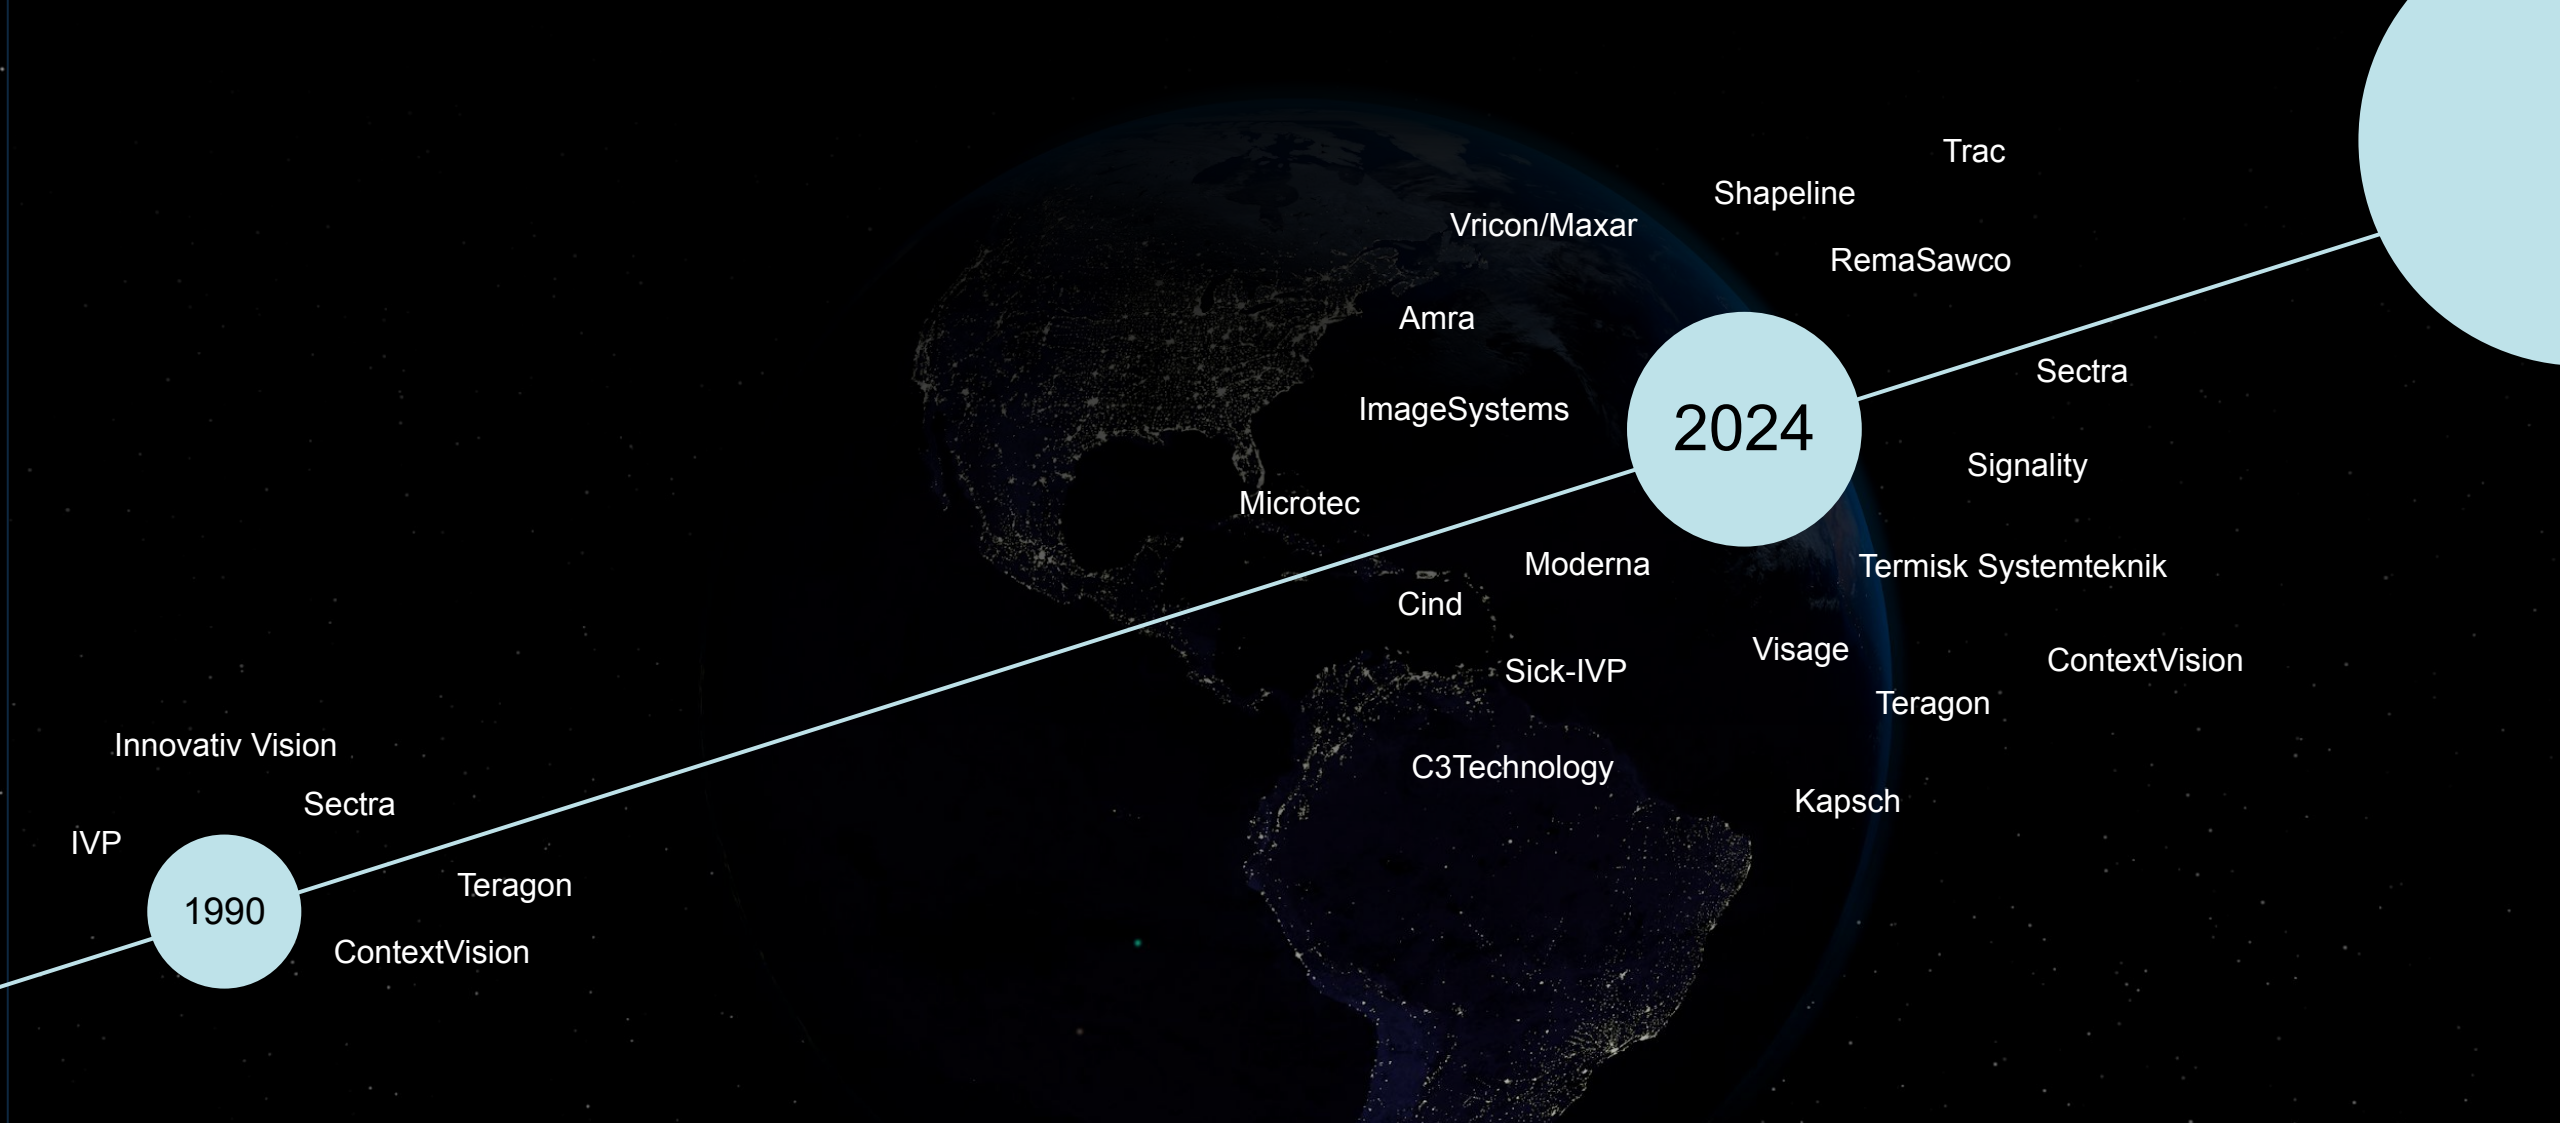 Trac
Shapeline
Vricon/Maxar
RemaSawco
Amra
Sectra
ImageSystems
2024
Signality
Microtec
Moderna
Termisk Systemteknik
Cind
Visage
ContextVision
Sick-IVP
Teragon
Innovativ Vision
C3Technology
Kapsch
Sectra
IVP
Teragon
1990
ContextVision